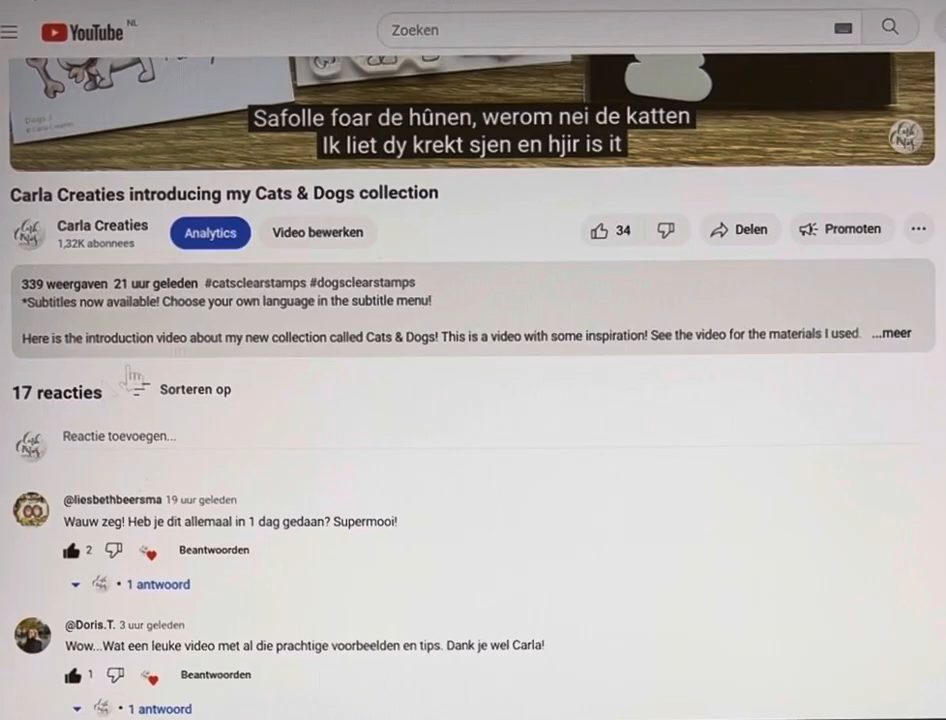 YouTube NL
Zoeken
Safolle foar de hûnen, werom nei de katten
Ik liet dy krekt sjen en hjir is it
Carla Creaties introducing my Cats & Dogs collection
Carla Creaties
1,32K abonnees
Analytics
Video bewerken
34
Delen
Promoten
339 weergaven 21 uur geleden #catsclearstamps #dogsclearstamps
*Subtitles now available! Choose your own language in the subtitle menu!
Here is the introduction video about my new collection called Cats & Dogs! This is a video with some inspiration! See the video for the materials I used. ...meer
17 reacties
Sorteren op
Reactie toevoegen...
@liesbethbeersma 19 uur geleden
Wauw zeg! Heb je dit allemaal in 1 dag gedaan? Supermooi!
2
Beantwoorden
• 1 antwoord
@Doris.T. 3 uur geleden
Wow...Wat een leuke video met al die prachtige voorbeelden en tips. Dank je wel Carla!
1
Beantwoorden
• 1 antwoord